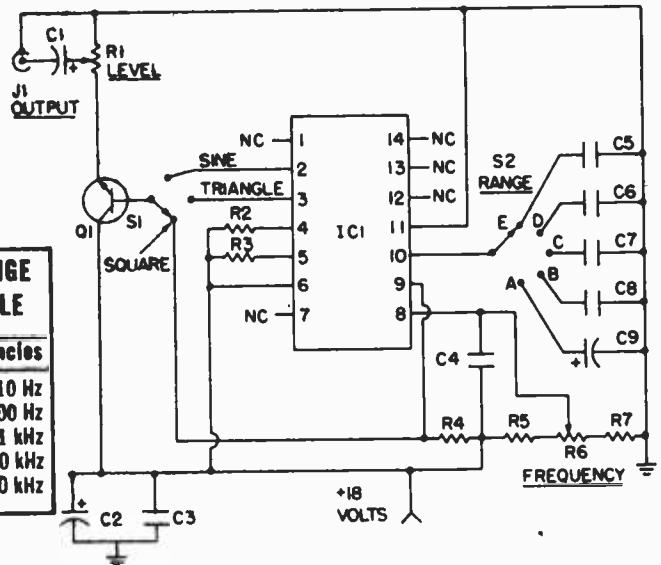 C1
+
R1
LEVEL
J1
OUTPUT
NC 1
SINE 2
TRIANGLE 3
R2 4
R3 5
6
NC 7
IC1
14 NC
13 NC
12 NC
11
10
9
8
Q1
S1
SQUARE
S2
RANGE
E
D
C
B
A
C5
C6
C7
C8
C9
+
C4
R4
R5
R6
R7
FREQUENCY
+18
VOLTS
+
C2
C3
NGE
LE
ncies
10 Hz
00 Hz
1 kHz
0 kHz
0 kHz